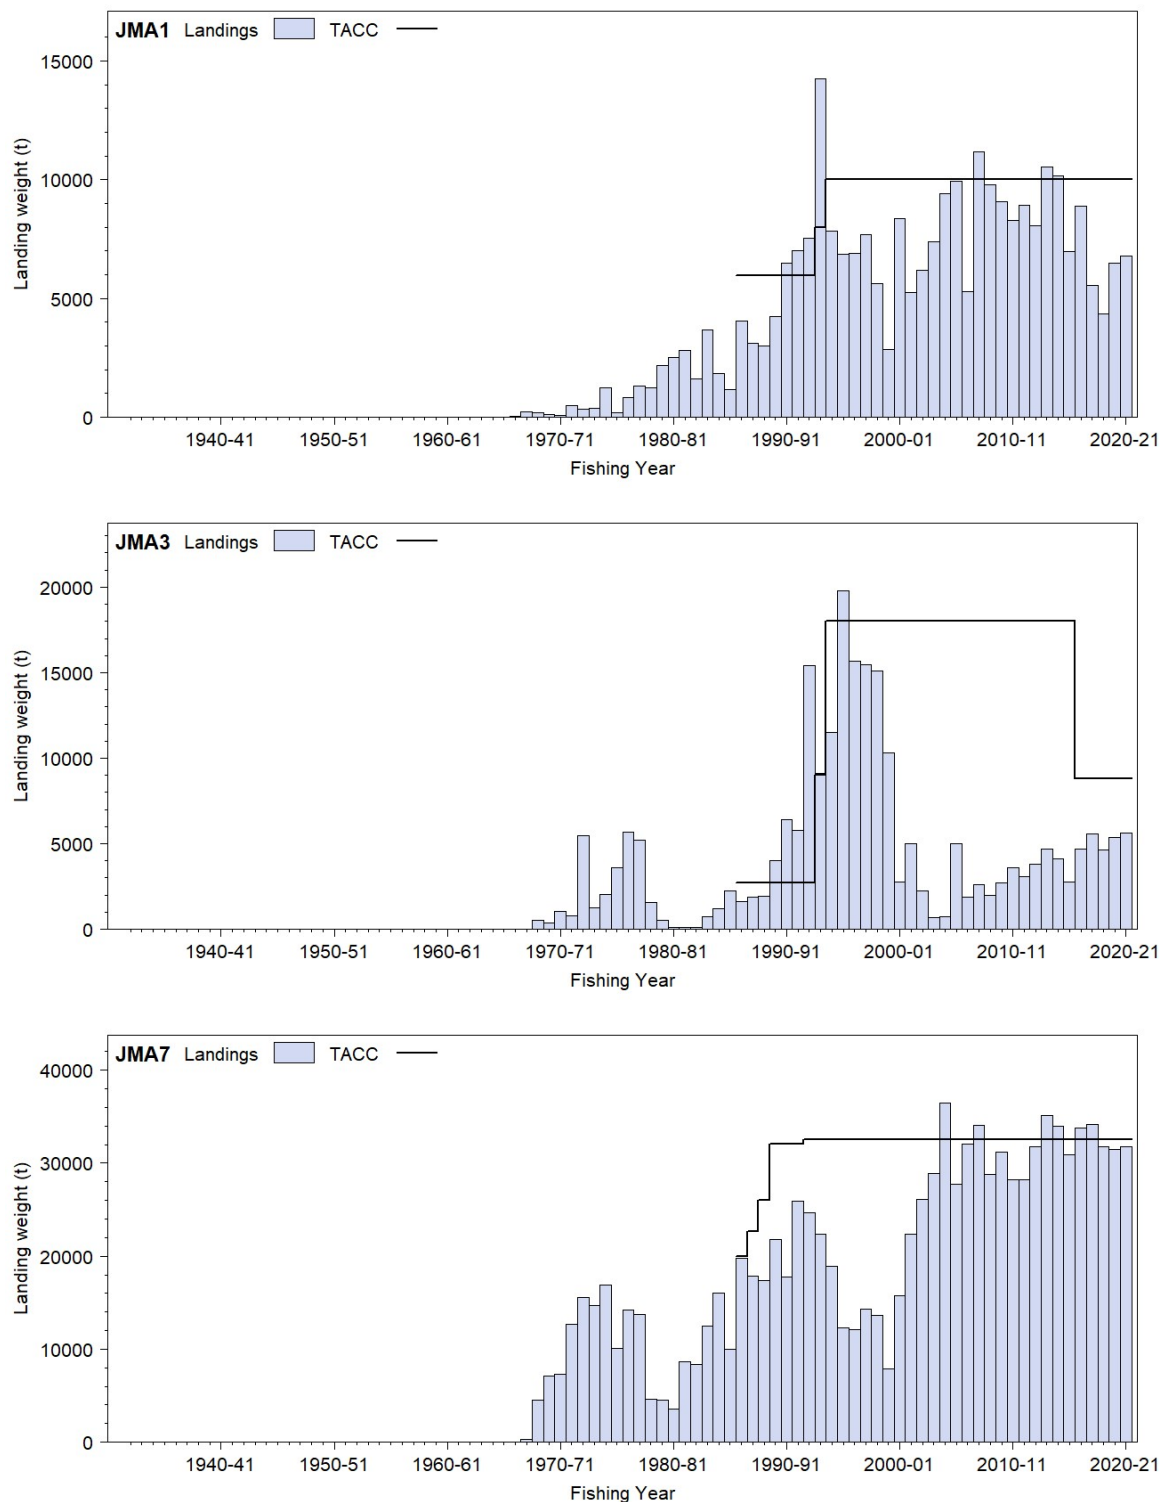 JMA1 Landings TACC
15000
10000
5000
0
Landing weight (t)
1940-41 1950-51 1960-61 1970-71 1980-81 1990-91 2000-01 2010-11 2020-21
Fishing Year
JMA3 Landings TACC
20000
15000
10000
5000
0
Landing weight (t)
1940-41 1950-51 1960-61 1970-71 1980-81 1990-91 2000-01 2010-11 2020-21
Fishing Year
JMA7 Landings TACC
40000
30000
20000
10000
0
Landing weight (t)
1940-41 1950-51 1960-61 1970-71 1980-81 1990-91 2000-01 2010-11 2020-21
Fishing Year